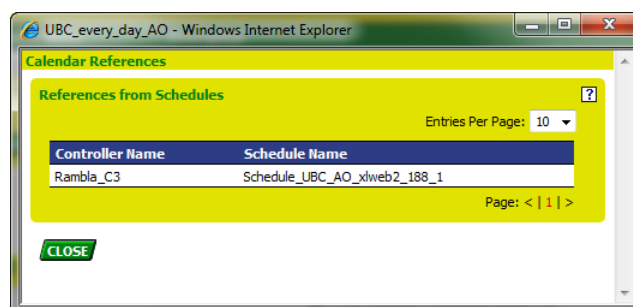 UBC_every_day_AO - Windows Internet Explorer
Calendar References
References from Schedules
?
Entries Per Page: 10
Controller Name Schedule Name
Rambla_C3 Schedule_UBC_AO_xlweb2_188_1
Page: < | 1 | >
CLOSE